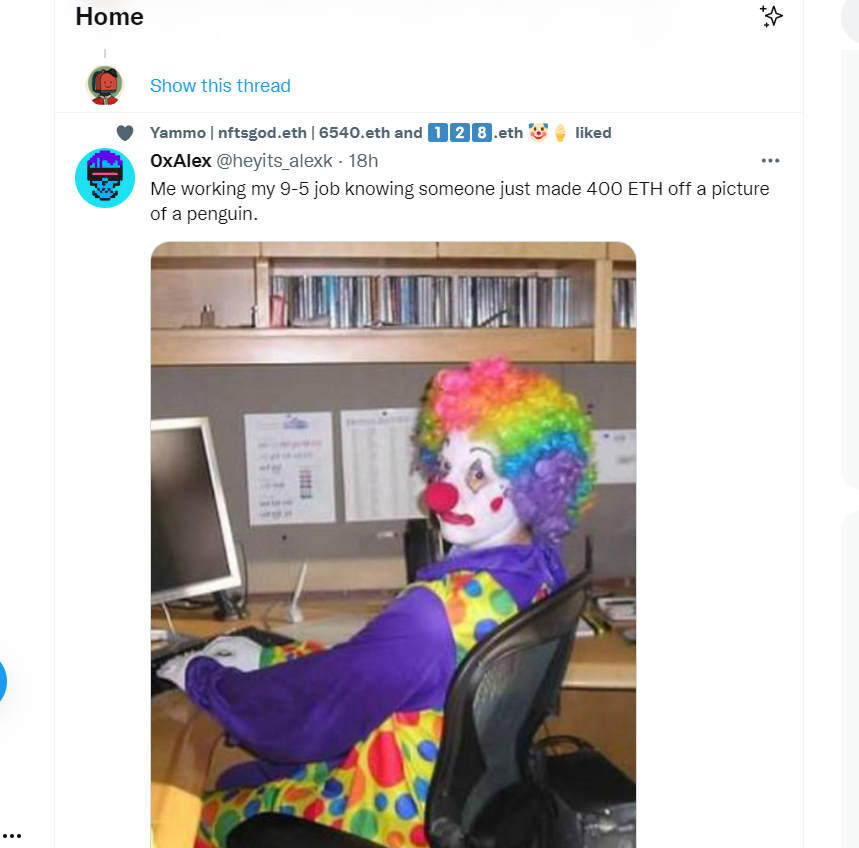 Home
Show this thread
Yammo | nftsgod.eth | 6540.eth and 1️⃣2️⃣8️⃣.eth 🤡🍦 liked
0xAlex @heyits_alexk · 18h
Me working my 9-5 job knowing someone just made 400 ETH off a picture
of a penguin.